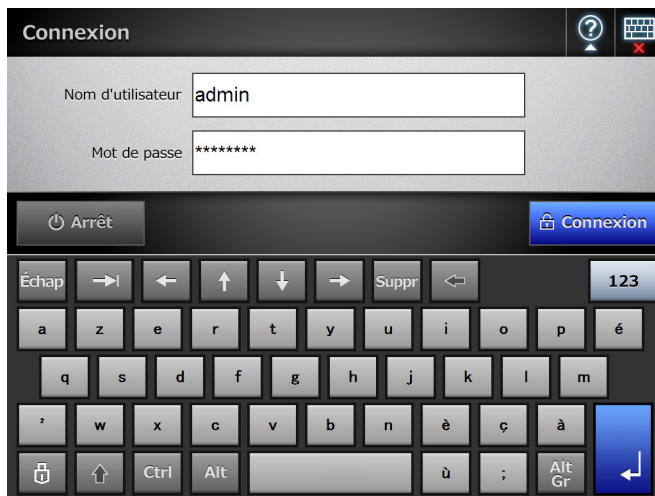 Connexion
?
Nom d'utilisateur admin
Mot de passe ********
Arrêt Connexion
Échap Suppr 123
a z e r t y u i o p é
q s d f g h j k l m
² w x c v b n è ç à
Ctrl Alt ù ; Alt Gr